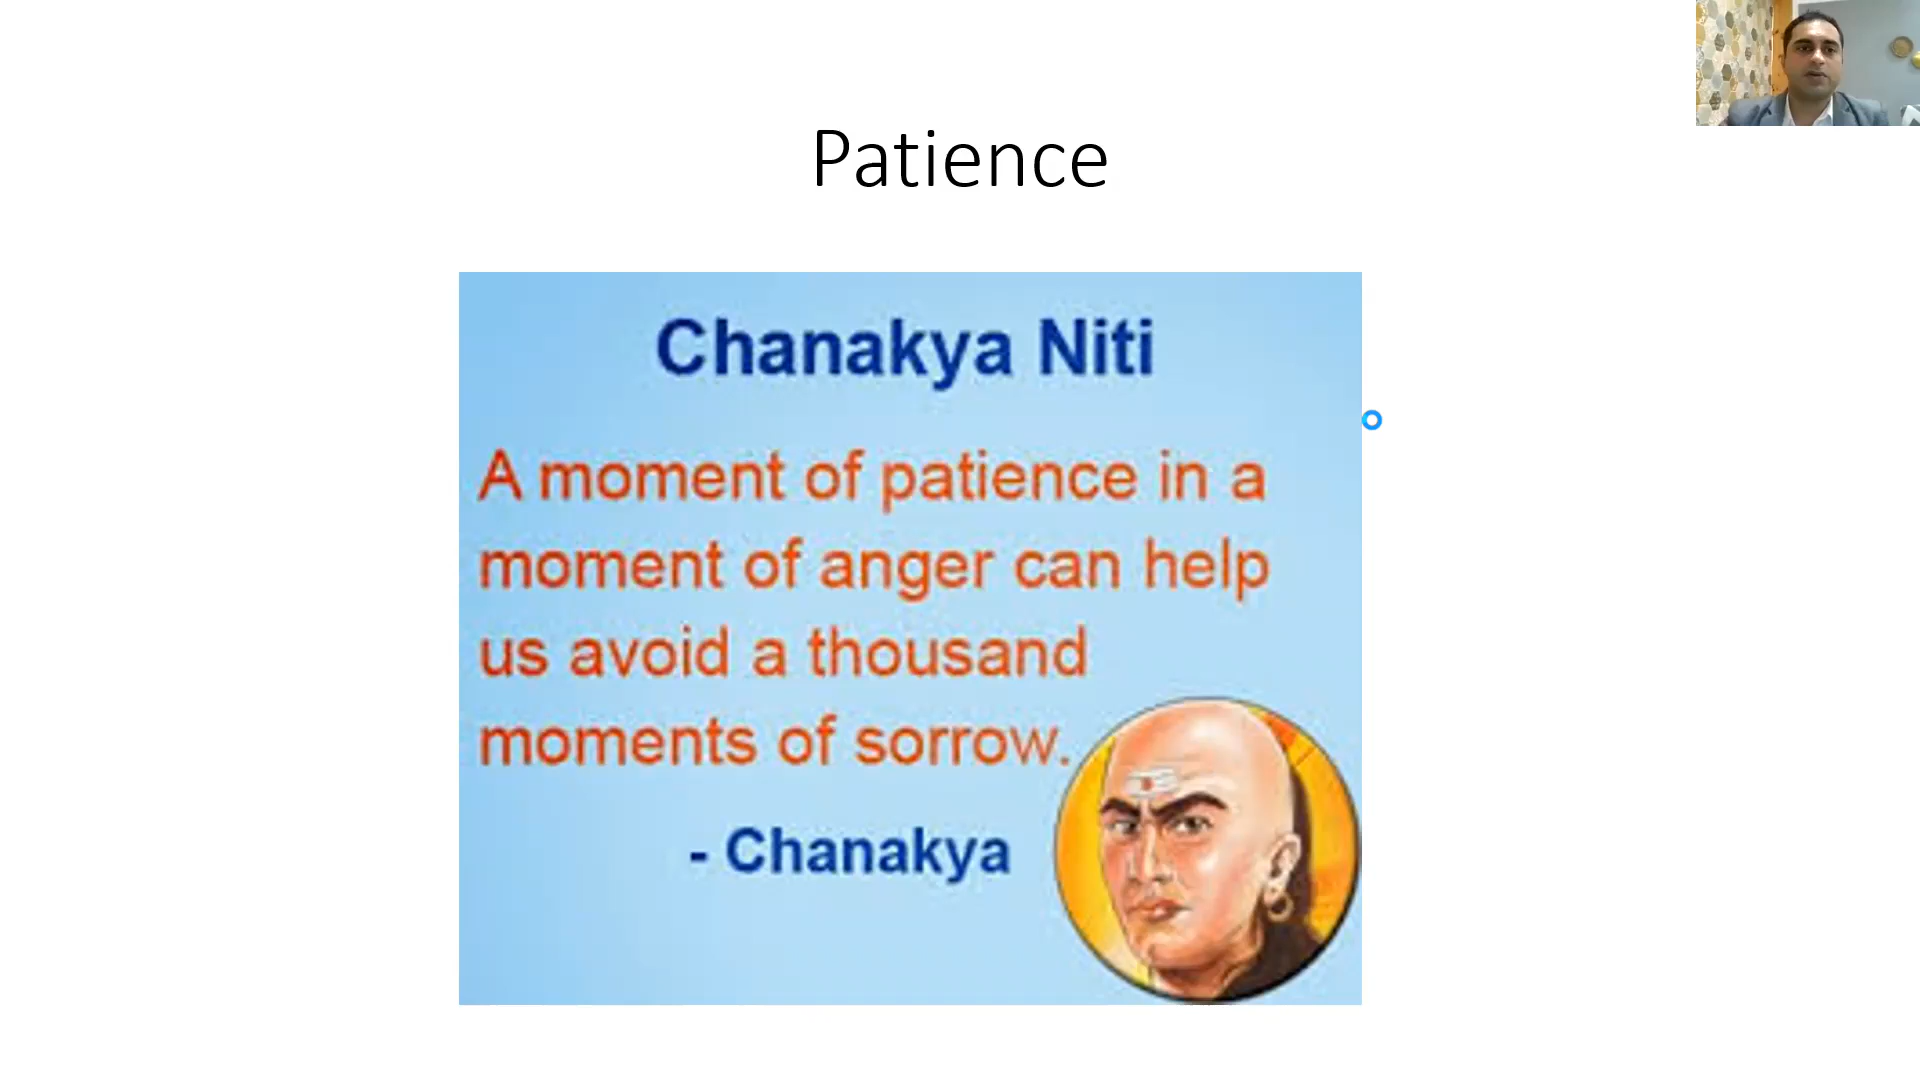 Patience
Chanakya Niti
A moment of patience in a
moment of anger can help
us avoid a thousand
moments of sorrow.
- Chanakya